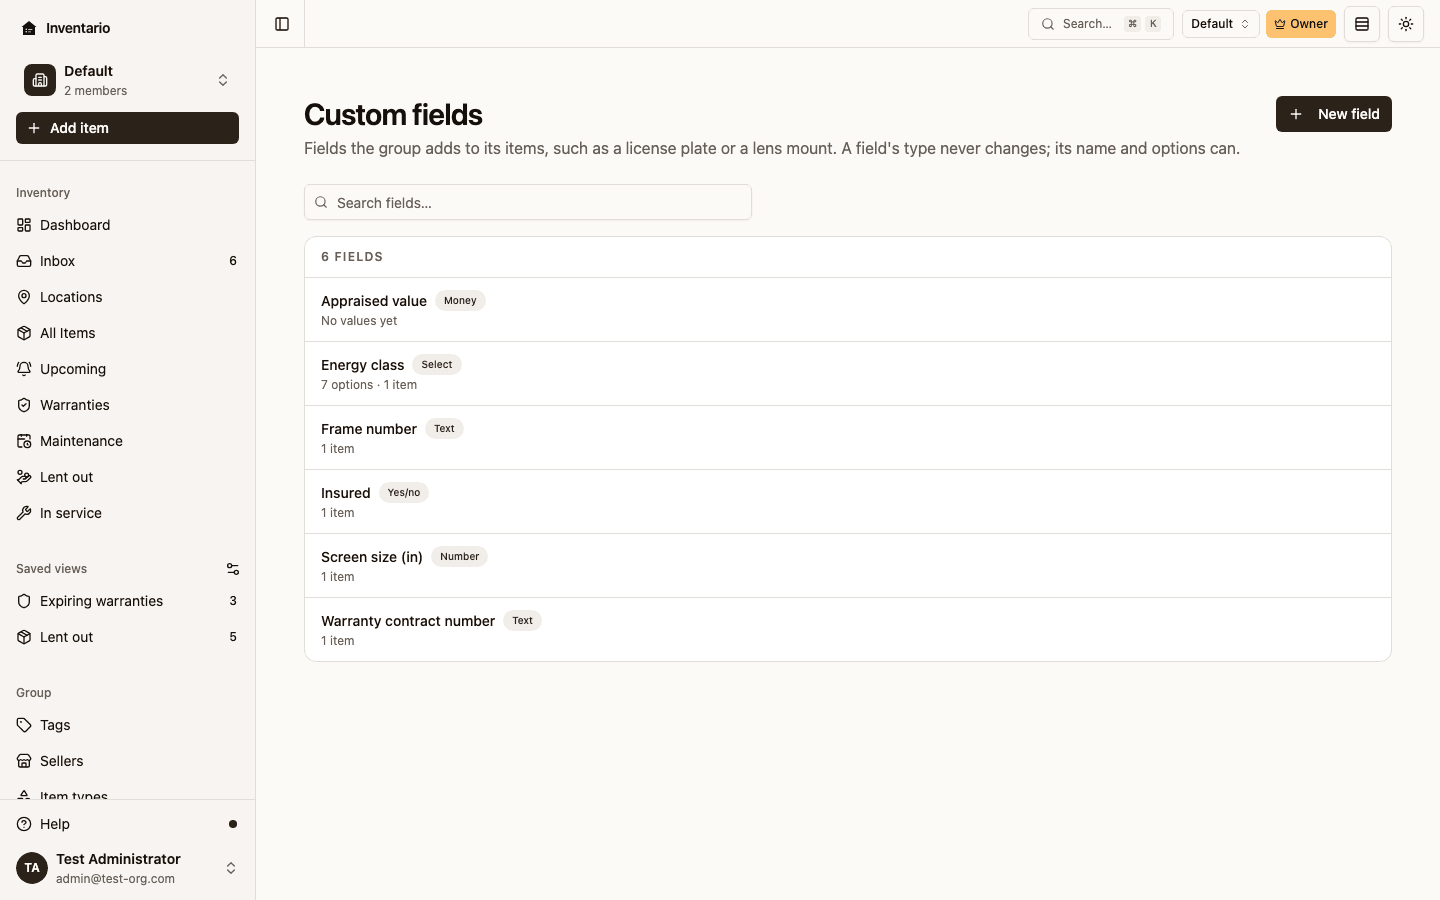 Inventario
Default
2 members
Add item
Inventory
Dashboard
Inbox 6
Locations
All Items
Upcoming
Warranties
Maintenance
Lent out
In service
Saved views
Expiring warranties 3
Lent out 5
Group
Tags
Sellers
Item types
Help
TA
Test Administrator
admin@test-org.com
Search... ⌘ K
Default
Owner
Custom fields
New field
Fields the group adds to its items, such as a license plate or a lens mount. A field's type never changes; its name and options can.
Search fields...
6 FIELDS
Appraised value Money
No values yet
Energy class Select
7 options · 1 item
Frame number Text
1 item
Insured Yes/no
1 item
Screen size (in) Number
1 item
Warranty contract number Text
1 item